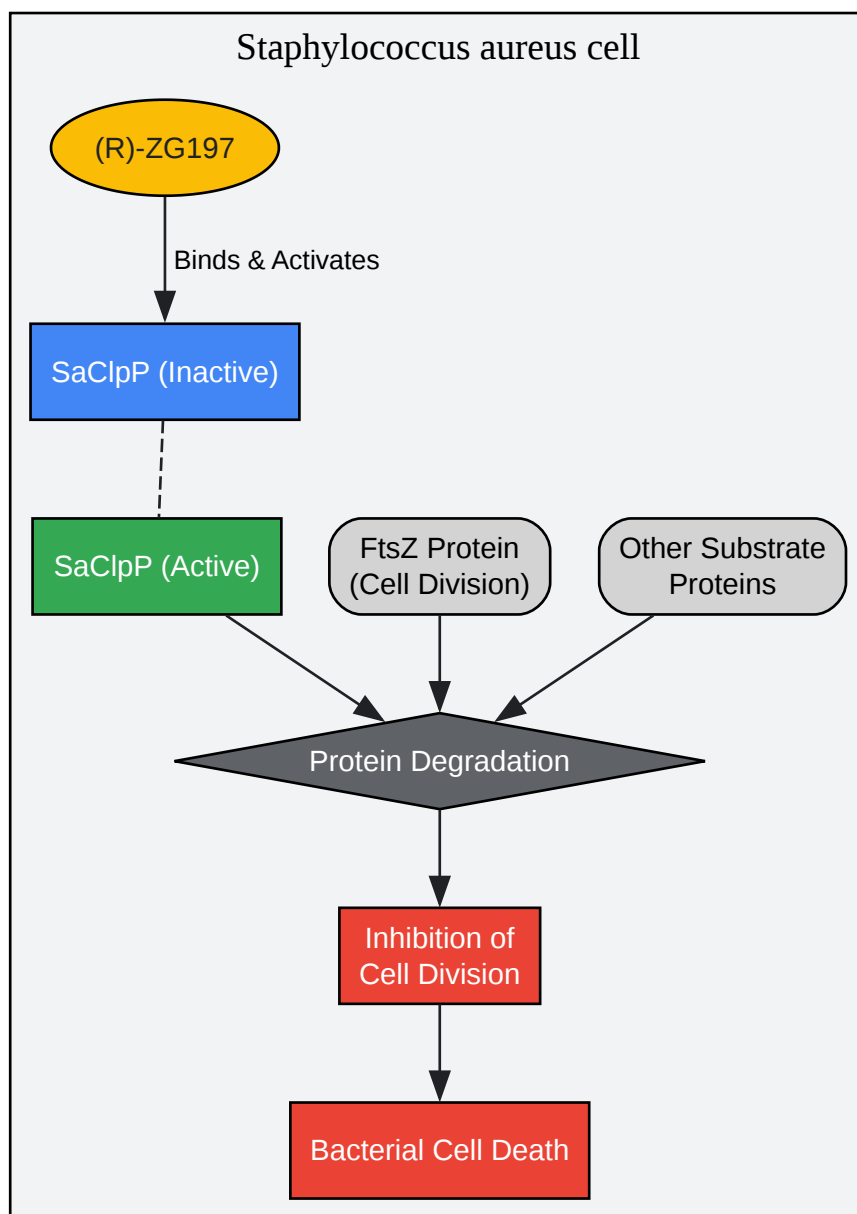 Staphylococcus aureus cell
(R)-ZG197
Binds & Activates
SaClpP (Inactive)
SaClpP (Active)
FtsZ Protein
(Cell Division)
Other Substrate
Proteins
Protein Degradation
Inhibition of
Cell Division
Bacterial Cell Death